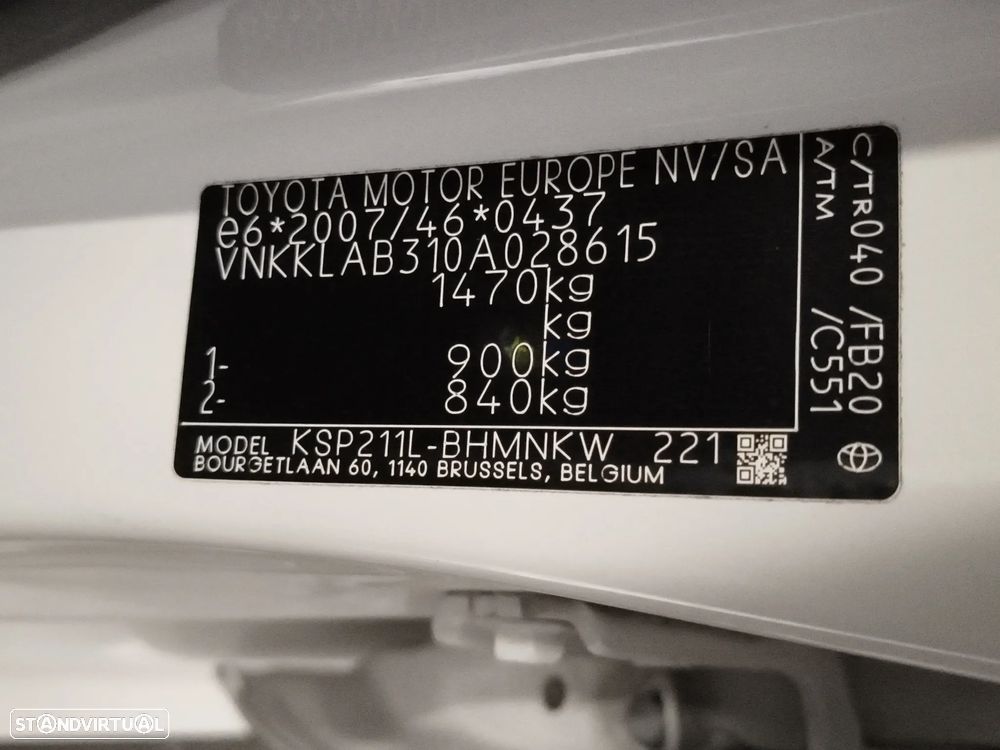 TOYOTA MOTOR EUROPE NV/SA
e6*2007/46*0437
VNKKLAB310A028615
1470kg
kg
1- 900kg
2- 840kg
MODEL KSP211L-BHMNKW 221
BOURGETLAAN 60, 1140 BRUSSELS, BELGIUM
C/TR040 /FB20
A/TM /C551
STANDVIRTUAL